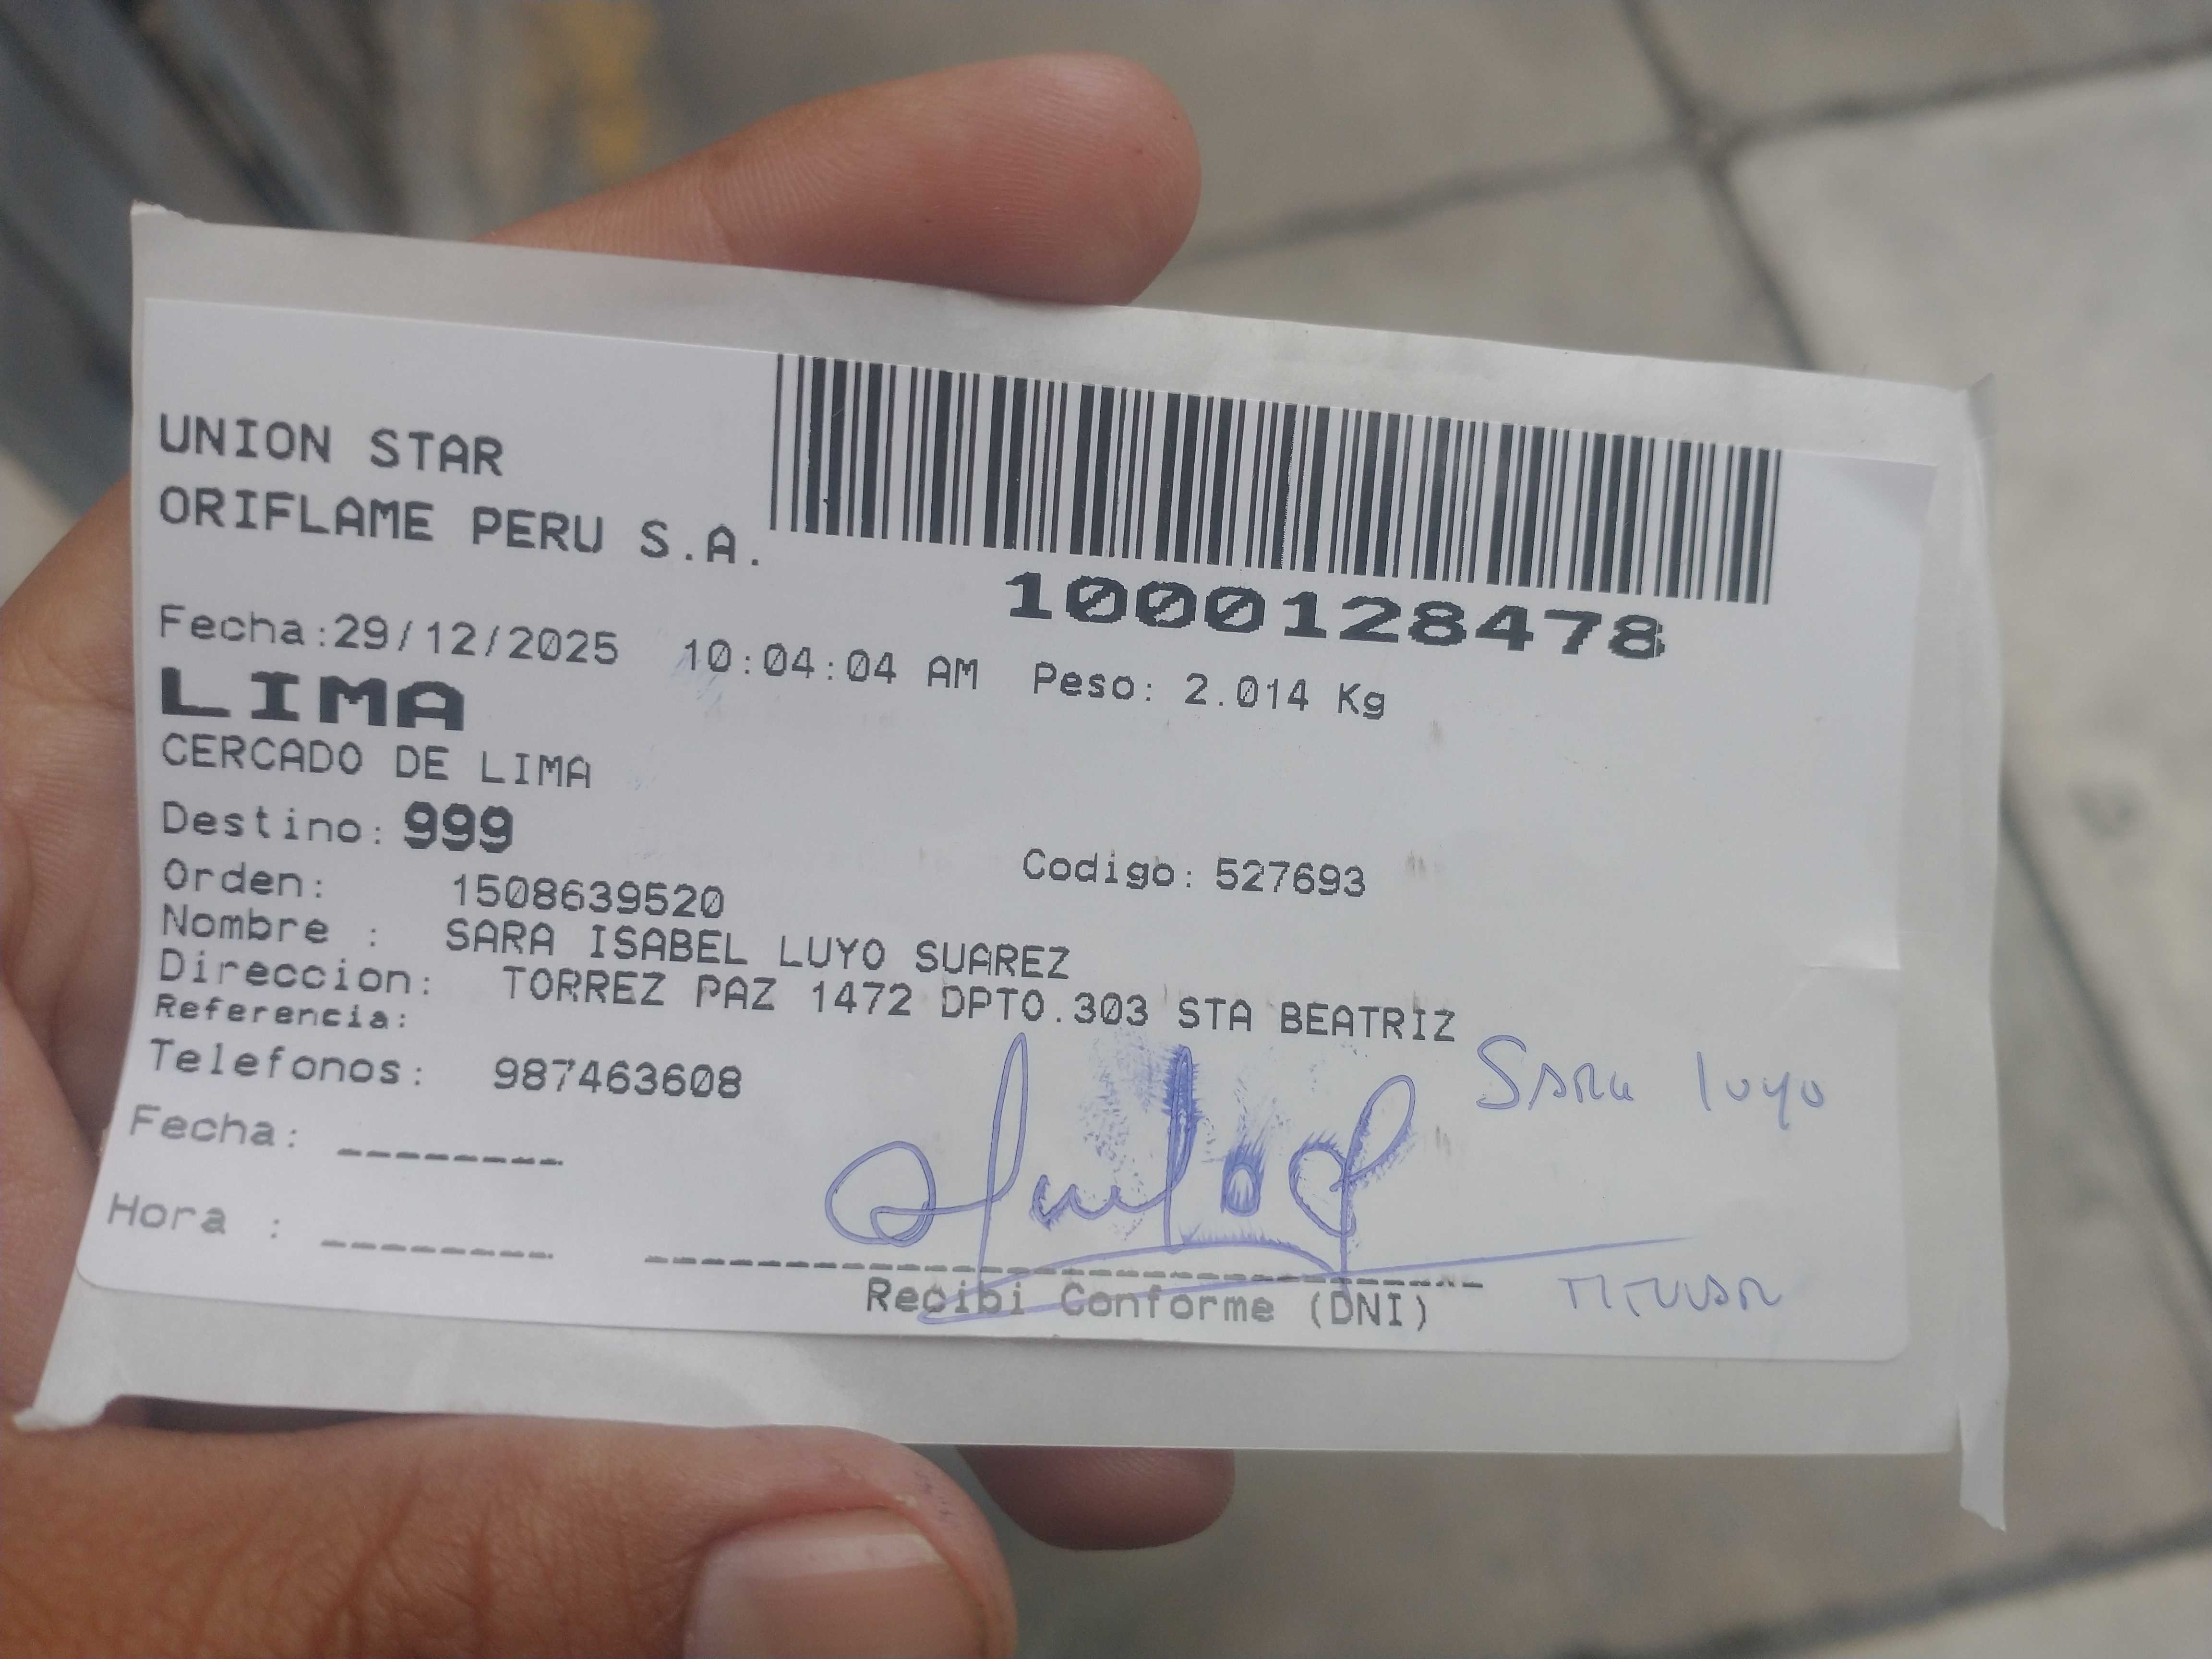 UNION STAR
ORIFLAME PERU S.A.
1000128478
Fecha:29/12/2025 10:04:04 AM Peso: 2.014 Kg
LIMA
CERCADO DE LIMA
Destino: 999
Codigo: 527693
Orden: 1508639520
Nombre : SARA ISABEL LUYO SUAREZ
Direccion: TORREZ PAZ 1472 DPTO.303 STA BEATRIZ
Referencia:
Telefonos: 987463608
Sara luyo
Fecha: --------
Hora : --------
Recibi Conforme (DNI)
TITULAR